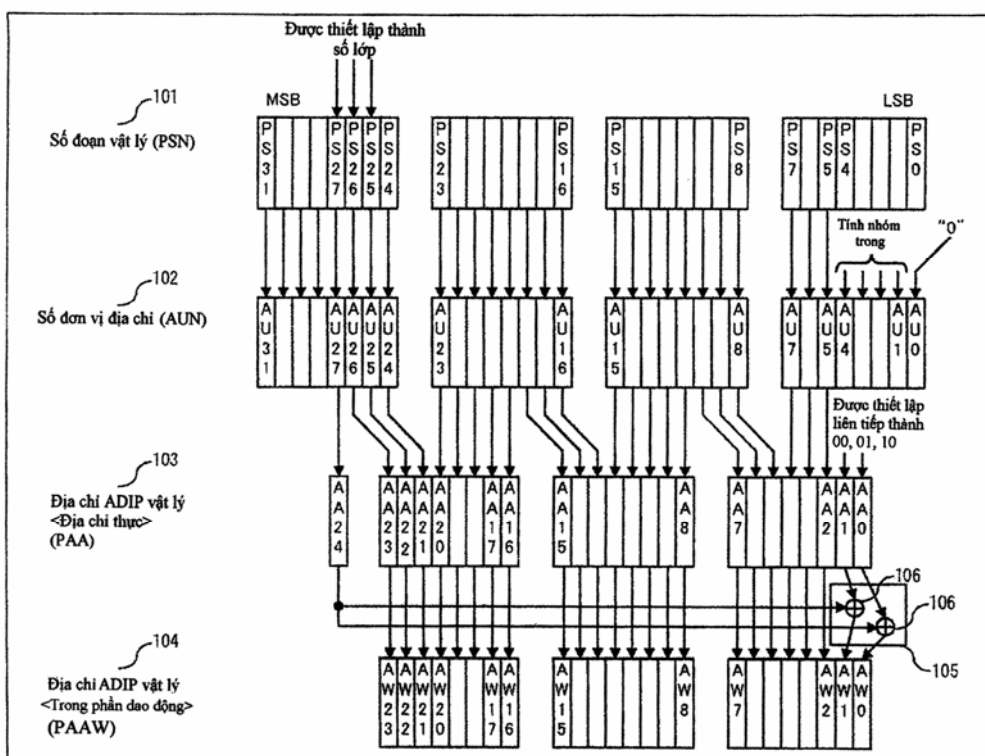 Được thiết lập thành
số lớp
101
MSB
LSB
Số đoạn vật lý (PSN)
PS31 PS27 PS26 PS25 PS24 PS23 PS16 PS15 PS8 PS7 PS5 PS4 PS0
Tính nhóm
trong
“0”
102
Số đơn vị địa chỉ (AUN)
AU31 AU27 AU26 AU25 AU24 AU23 AU16 AU15 AU8 AU7 AU5 AU4 AU1 AU0
Được thiết lập
liên tiếp thành
00, 01, 10
103
Địa chỉ ADIP vật lý
<Địa chỉ thực>
(PAA)
AA24 AA23 AA22 AA21 AA20 AA17 AA16 AA15 AA8 AA7 AA2 AA1 AA0
106
106
105
104
Địa chỉ ADIP vật lý
<Trong phần dao động>
(PAAW)
AW23 AW22 AW21 AW20 AW17 AW16 AW15 AW8 AW7 AW2 AW1 AW0